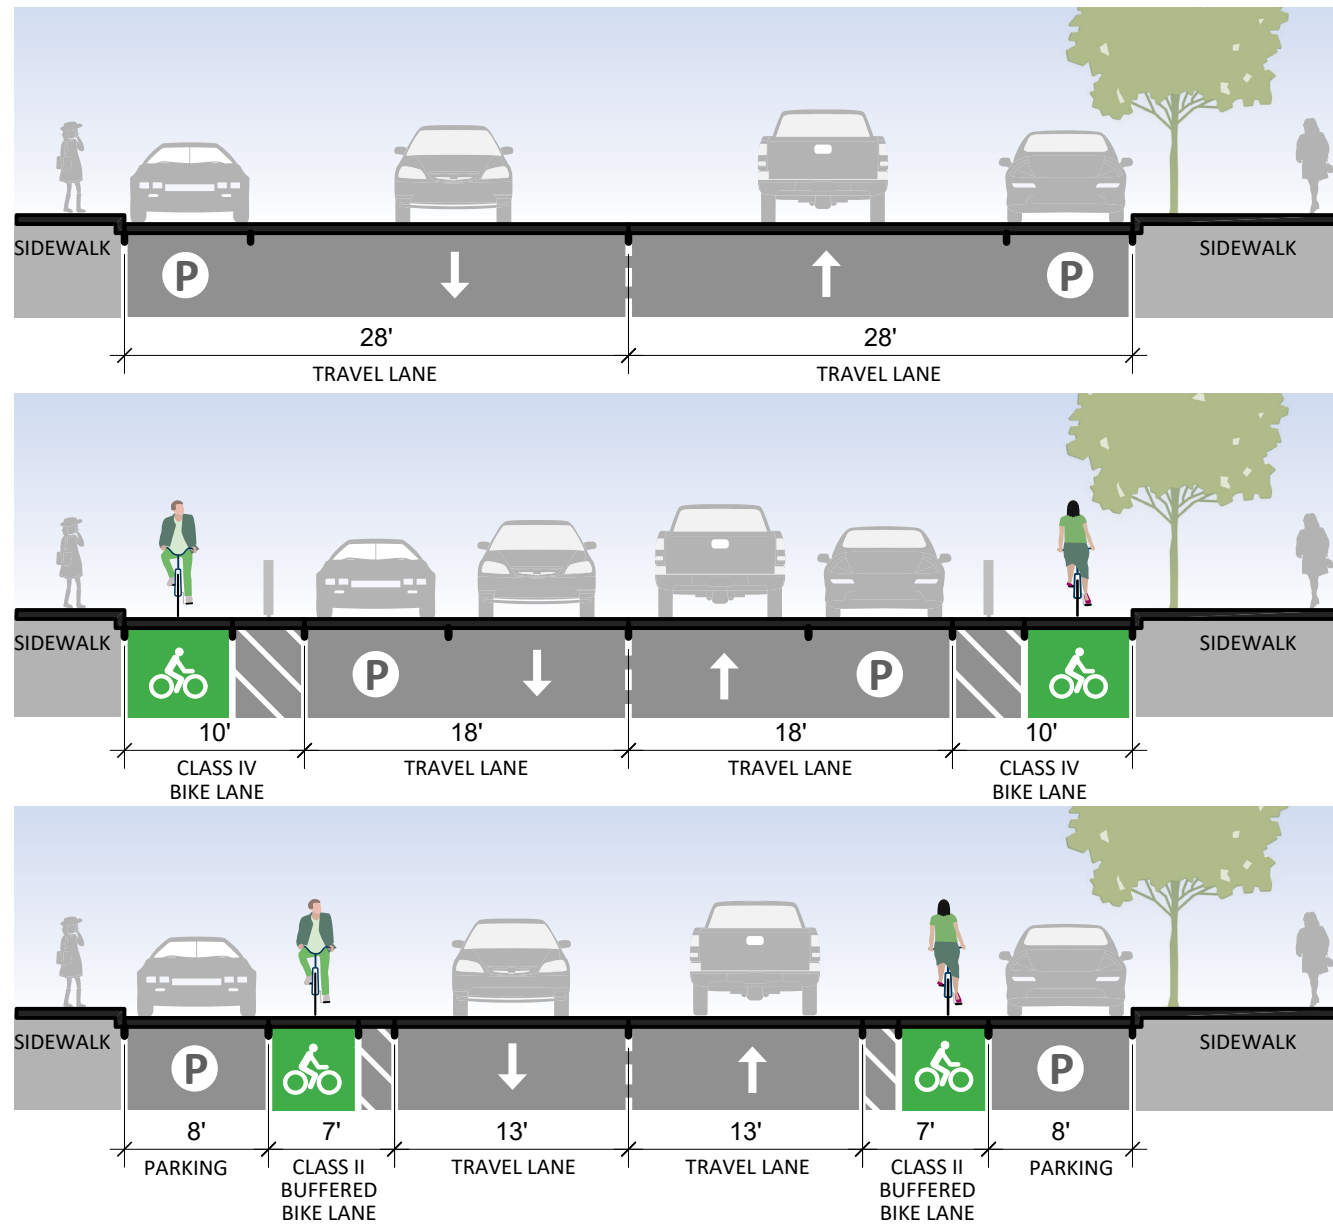 SIDEWALK
SIDEWALK
P
P
28'
28'
TRAVEL LANE
TRAVEL LANE
SIDEWALK
SIDEWALK
P
P
10'
18'
18'
10'
CLASS IV
BIKE LANE
TRAVEL LANE
TRAVEL LANE
CLASS IV
BIKE LANE
SIDEWALK
SIDEWALK
P
P
8'
7'
13'
13'
7'
8'
PARKING
CLASS II
BUFFERED
BIKE LANE
TRAVEL LANE
TRAVEL LANE
CLASS II
BUFFERED
BIKE LANE
PARKING